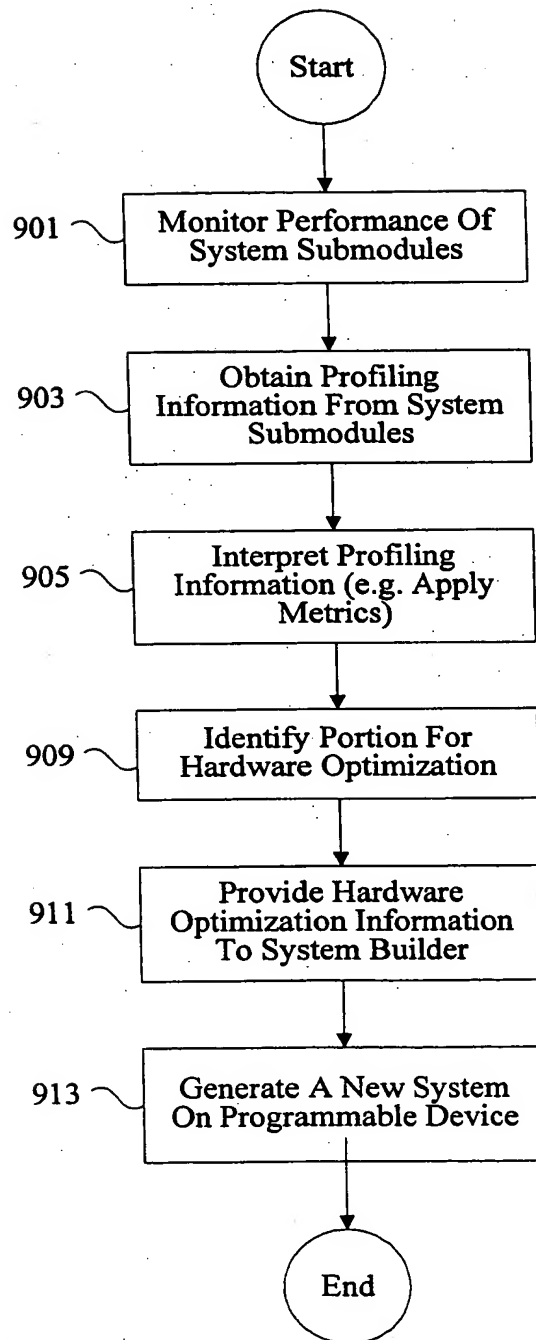 Start
901
Monitor Performance Of
System Submodules
903
Obtain Profiling
Information From System
Submodules
905
Interpret Profiling
Information (e.g. Apply
Metrics)
909
Identify Portion For
Hardware Optimization
911
Provide Hardware
Optimization Information
To System Builder
913
Generate A New System
On Programmable Device
End